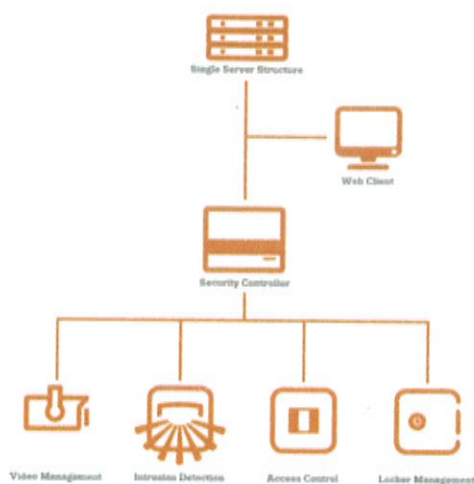 Single Server Structure
Web Client
Security Controller
Video Management
Intrusion Detection
Access Control
Locker Management